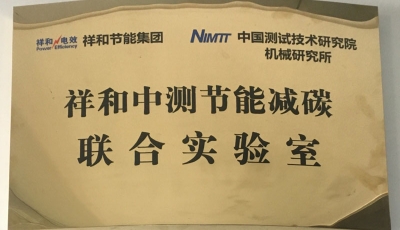 祥和电效 祥和节能集团 NIMTT 中国测试技术研究院
Power Efficiency 机械研究所
祥和中测节能减碳
联合实验室